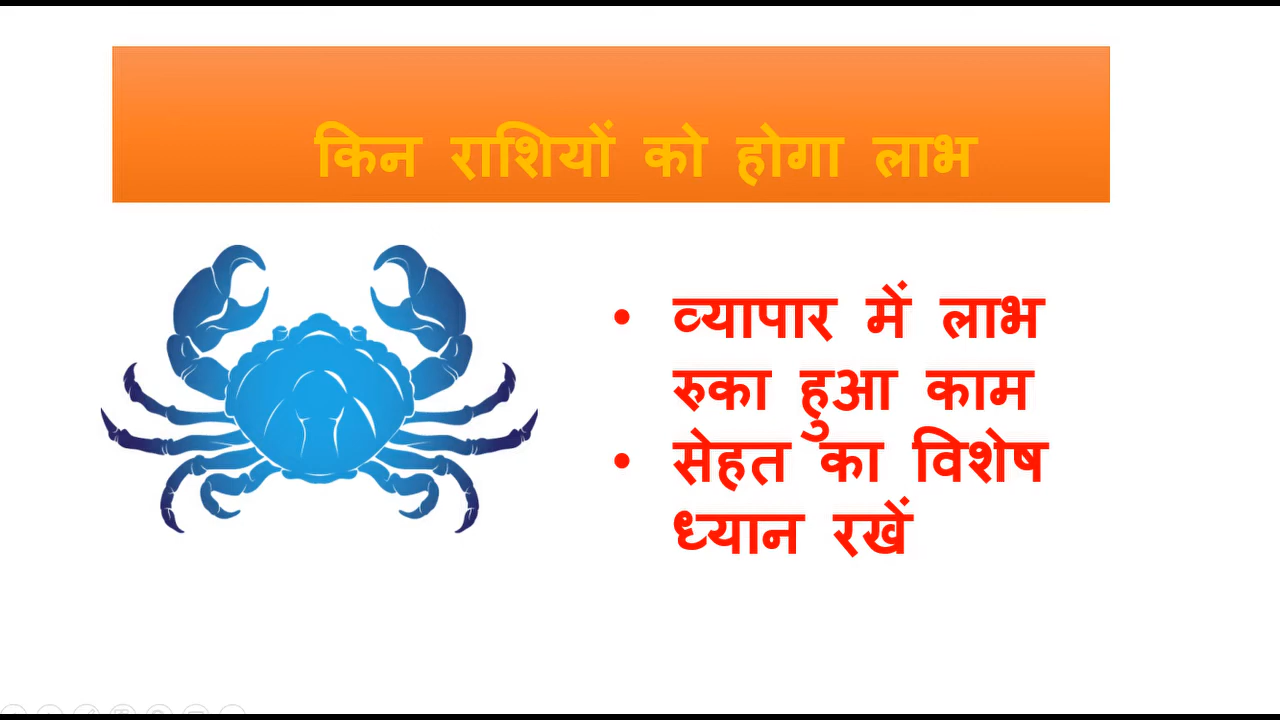 किन राशियों को होगा लाभ
• व्यापार में लाभ
रुका हुआ काम
• सेहत का विशेष
ध्यान रखें